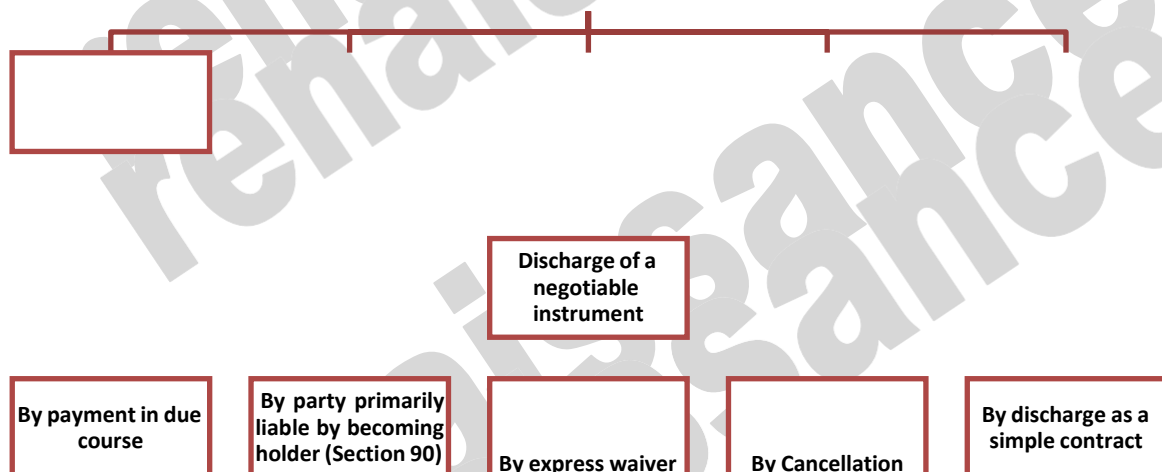 Discharge of a
negotiable
instrument
By payment in due
course
By party primarily
liable by becoming
holder (Section 90)
By express waiver
By Cancellation
By discharge as a
simple contract